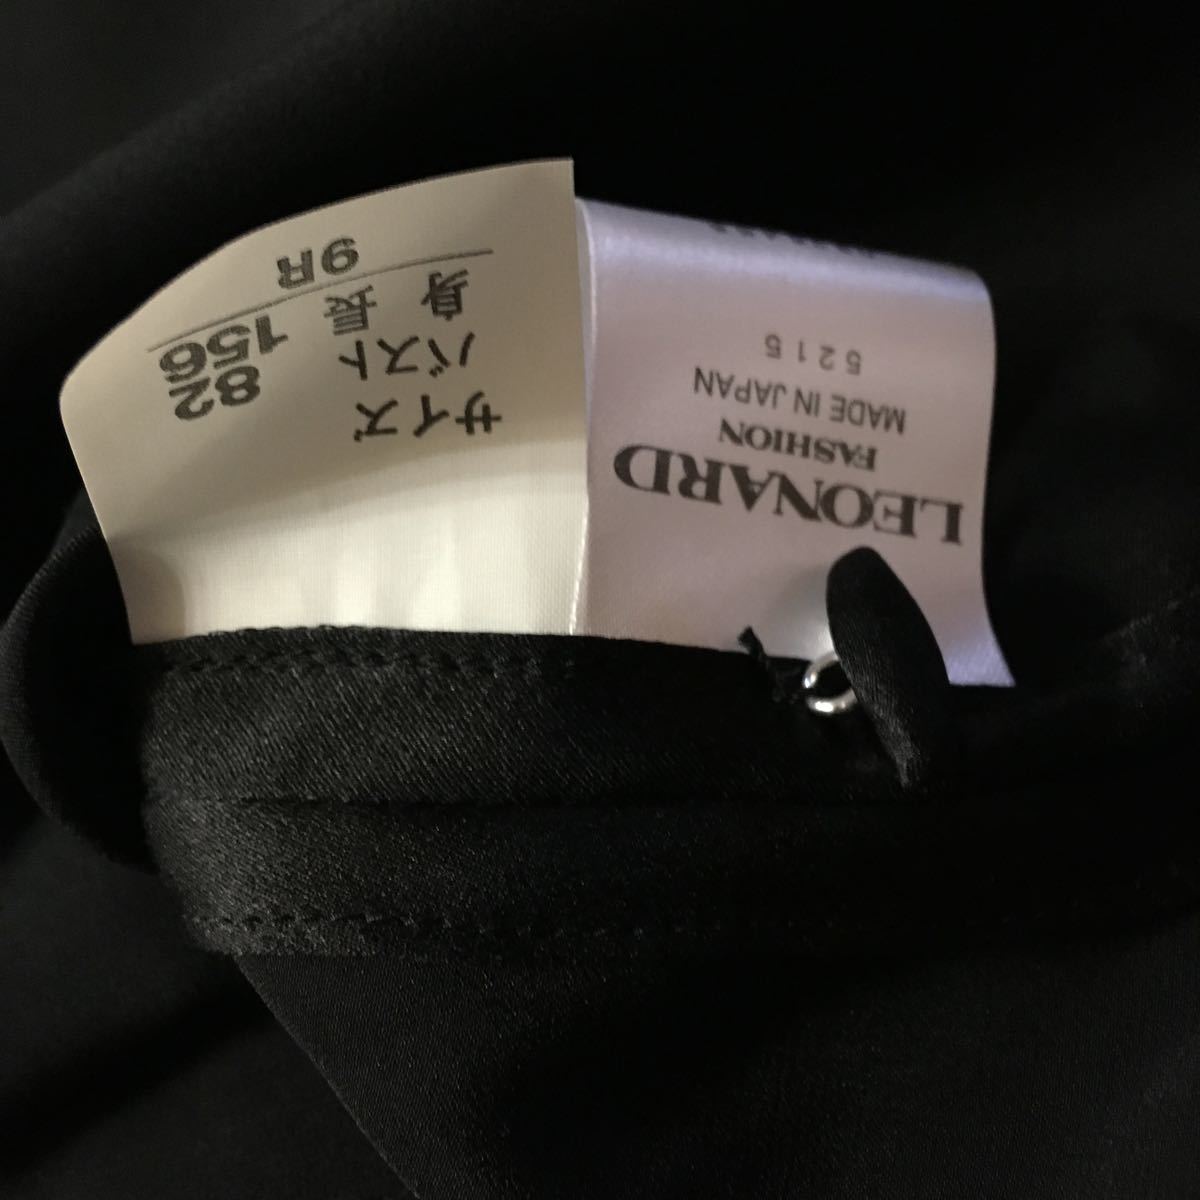 サイズ
バスト 82
身長 156
9R
LEONARD
FASHION
MADE IN JAPAN
5215